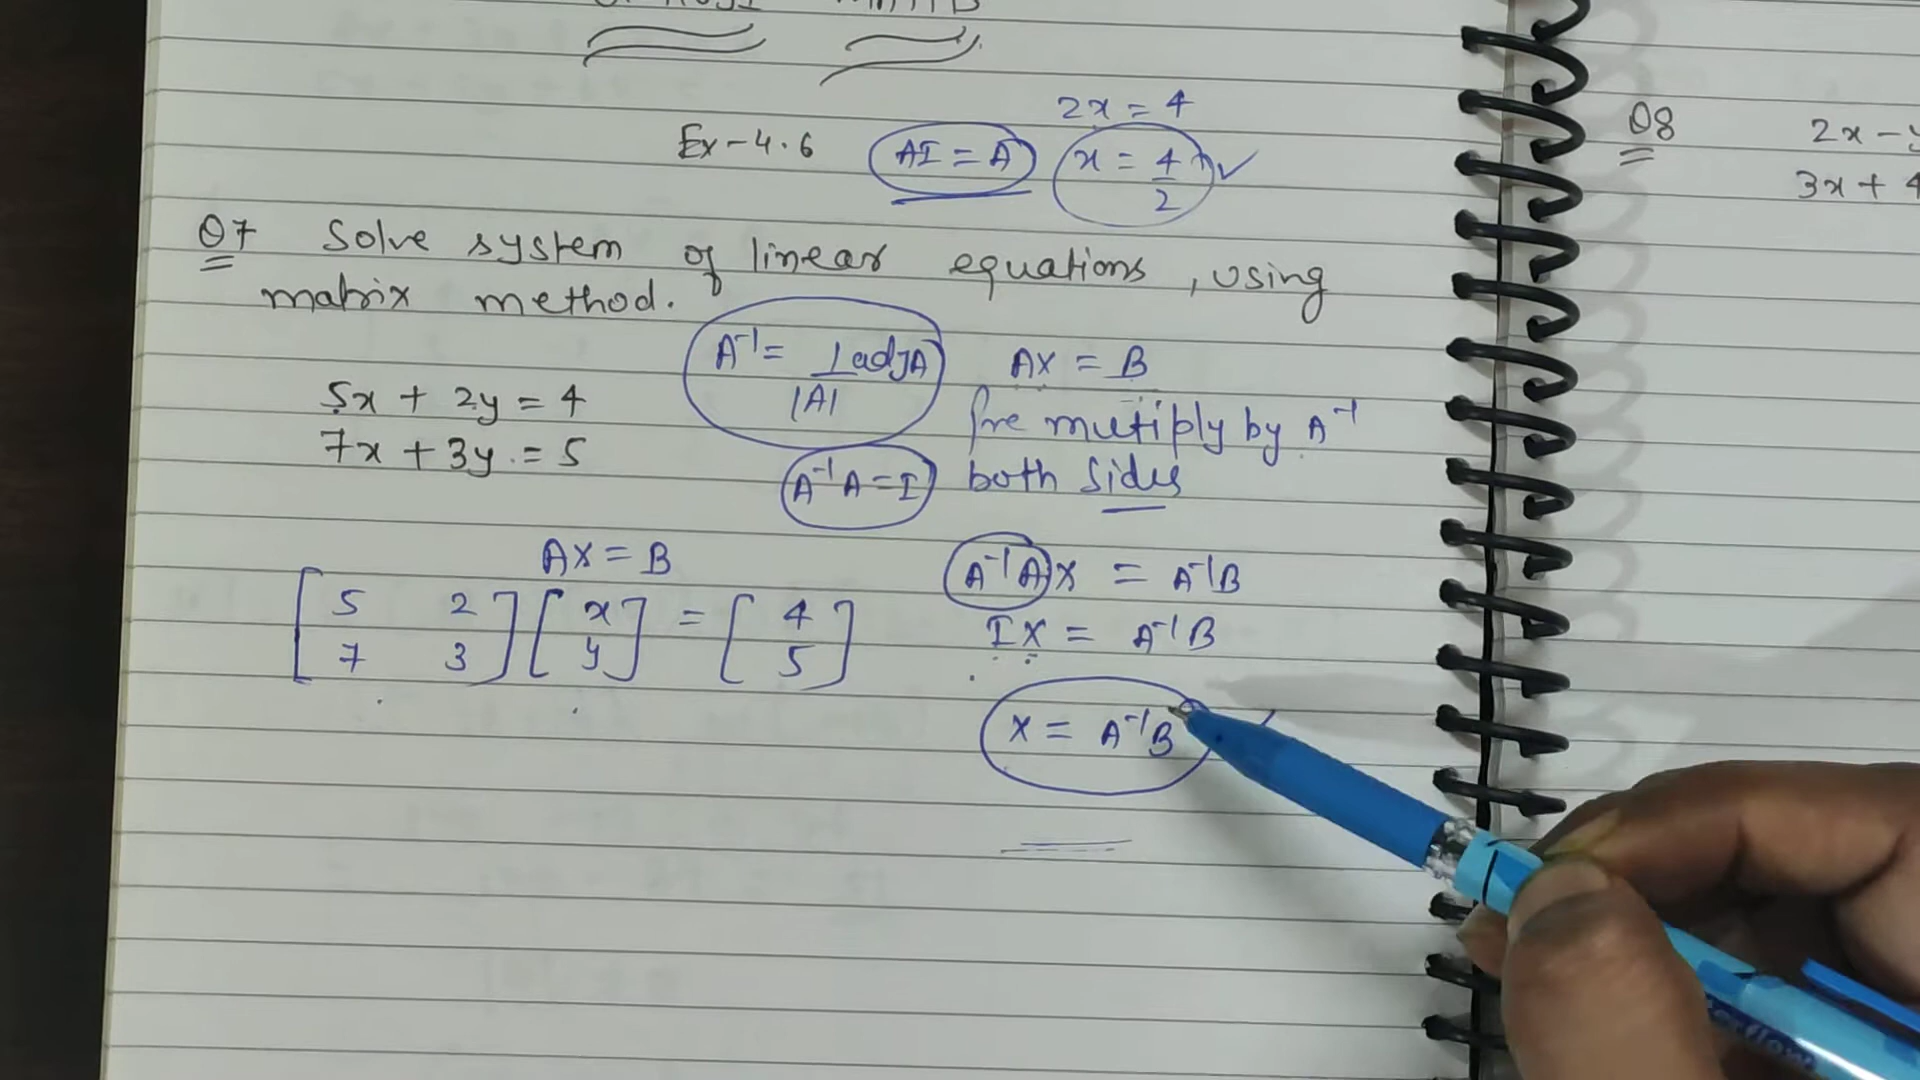 Ex-4.6 AI = A
2x = 4
x = 4/2
Q7 Solve system of linear equations, using
matrix method.
A⁻¹ = 1/|A| adjA
5x + 2y = 4
7x + 3y = 5
A⁻¹A = I
AX = B
[5 2; 7 3] [x; y] = [4; 5]
AX = B
Pre mutiply by A⁻¹
both Sides
(A⁻¹A)X = A⁻¹B
IX = A⁻¹B
X = A⁻¹B
Q8
2x - y
3x + 4